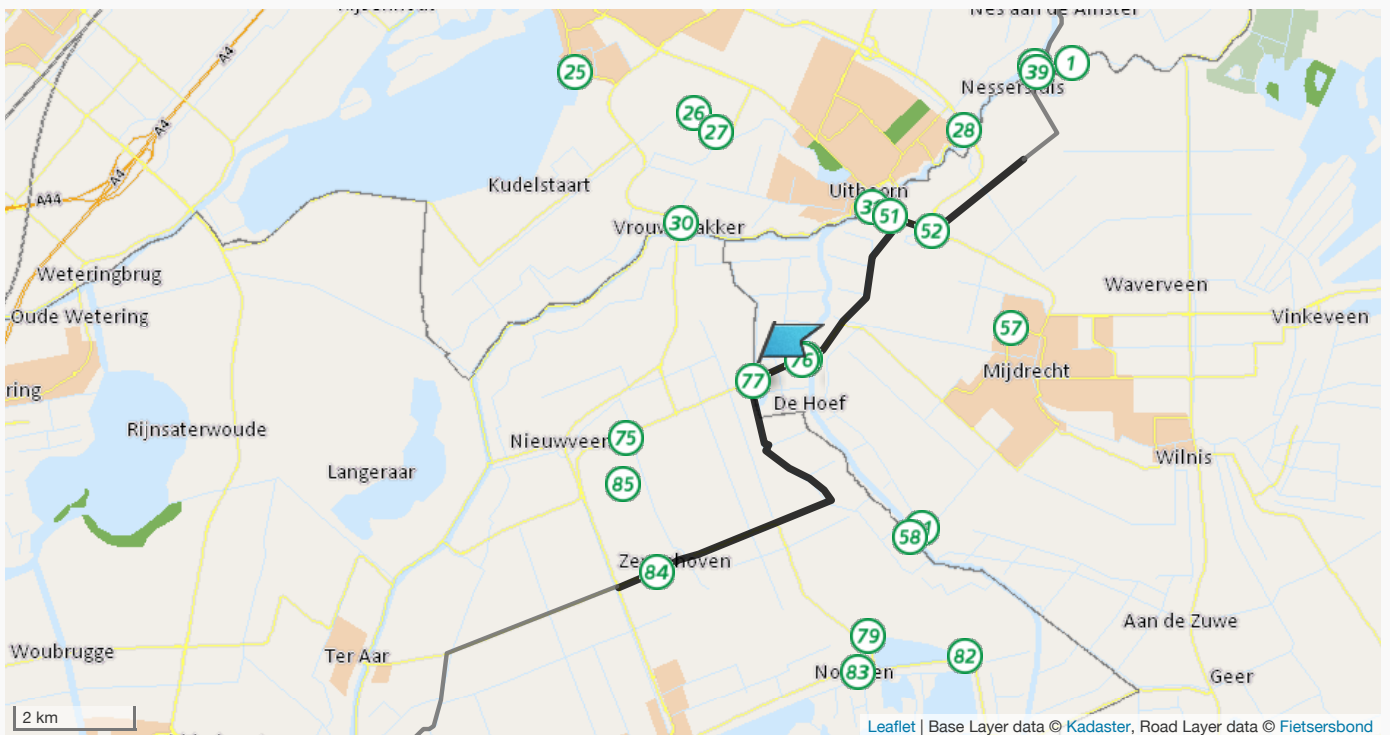 Nes aan de Amstel
A4
25
39
1
Nessersluis
26
27
28
A4
Kudelstaart
A4
A44
Uithoorn
51
30
52
Weteringbrug
Waverveen
Oude Wetering
Vinkeveen
57
76
Mijdrecht
77
ring
De Hoef
Rijnsaterwoude
Nieuwveen
75
Wilnis
Langeraar
85
58
84
Aan de Zuwe
79
Woubrugge
Ter Aar
82
83
Geer
2 km
Leaflet | Base Layer data © Kadaster, Road Layer data © Fietsersbond